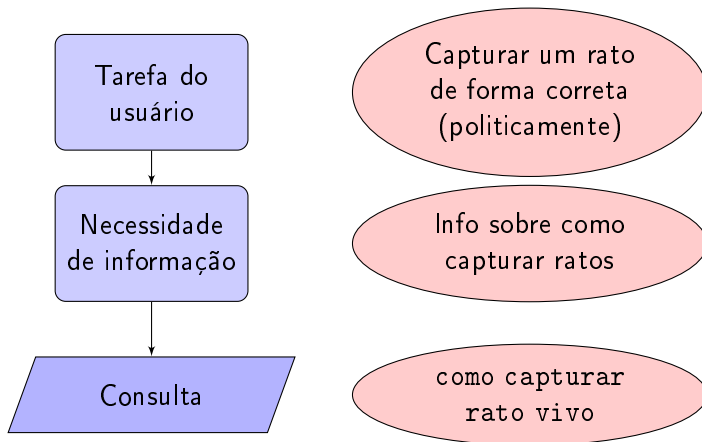 Tarefa do
usuário
Capturar um rato
de forma correta
(politicamente)
Necessidade
de informação
Info sobre como
capturar ratos
Consulta
como capturar
rato vivo